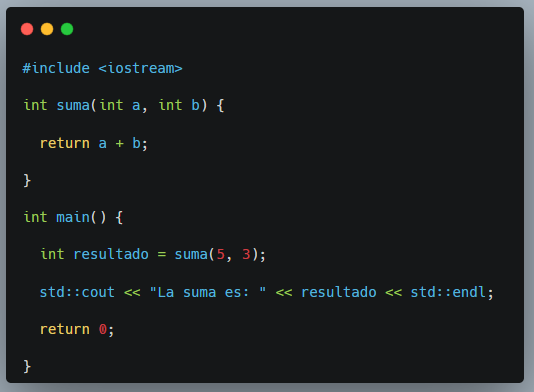 #include <iostream>
int suma(int a, int b) {
  return a + b;
}
int main() {
  int resultado = suma(5, 3);
  std::cout << "La suma es: " << resultado << std::endl;
  return 0;
}